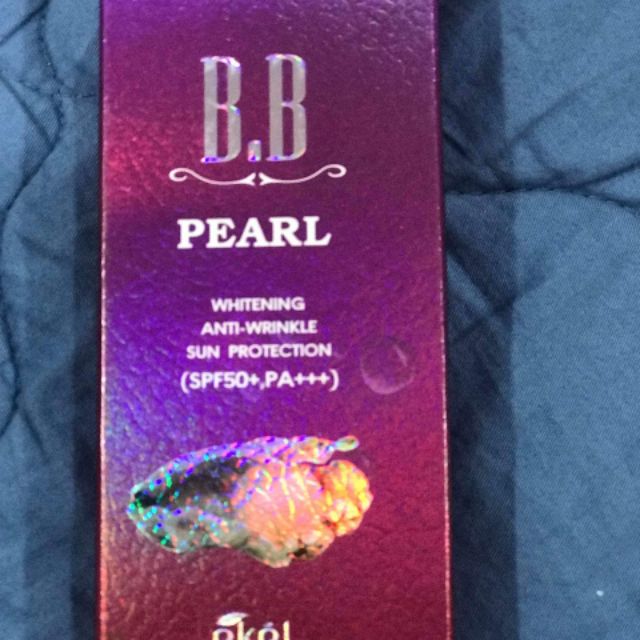 B.B
PEARL
WHITENING
ANTI-WRINKLE
SUN PROTECTION
(SPF50+,PA+++)